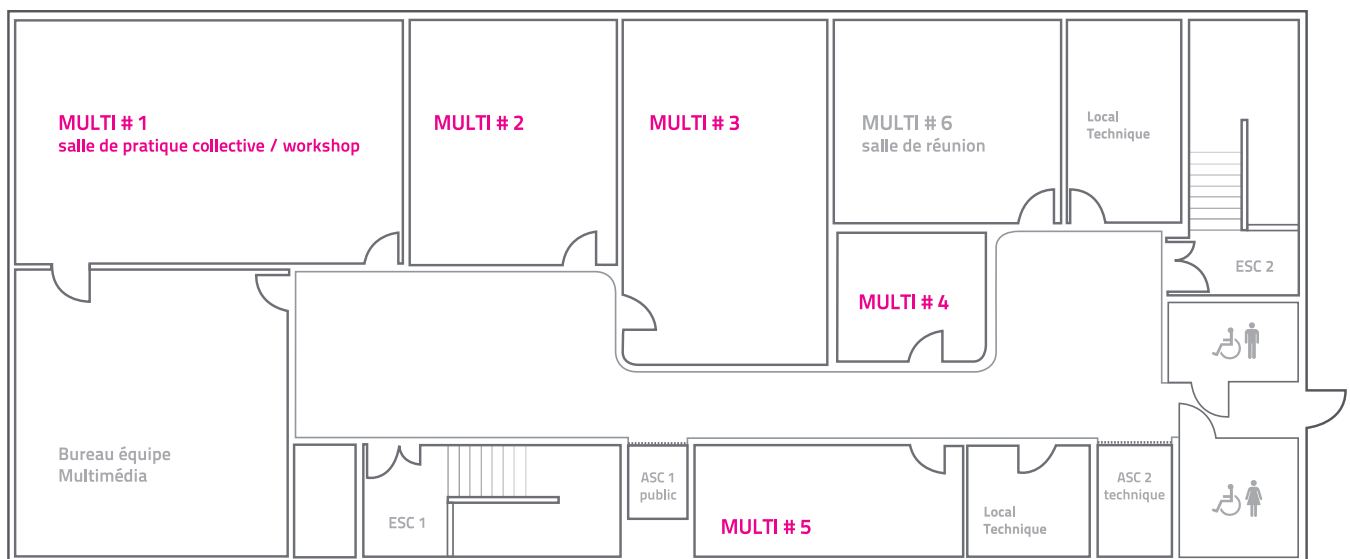 MULTI # 1
salle de pratique collective / workshop
MULTI # 2
MULTI # 3
MULTI # 6
salle de réunion
Local
Technique
ESC 2
MULTI # 4
Bureau équipe
Multimédia
ESC 1
ASC 1
public
MULTI # 5
Local
Technique
ASC 2
technique